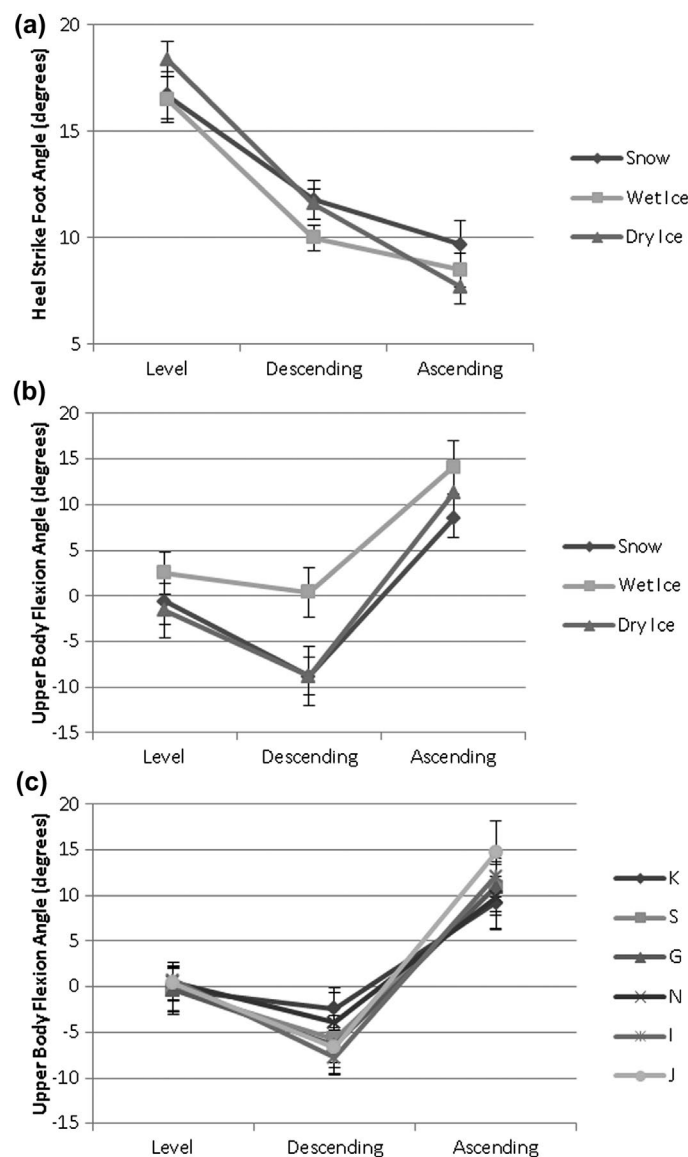 (a)
Heel Strike Foot Angle (degrees)
20
15
10
5
Level Descending Ascending
Snow
Wet Ice
Dry Ice
(b)
Upper Body Flexion Angle (degrees)
20
15
10
5
0
-5
-10
-15
Level Descending Ascending
Snow
Wet Ice
Dry Ice
(c)
Upper Body Flexion Angle (degrees)
20
15
10
5
0
-5
-10
-15
Level Descending Ascending
K
S
G
N
I
J